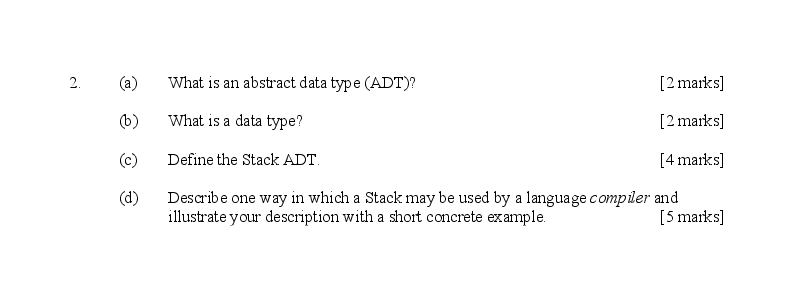 2. (a) What is an abstract data type (ADT)? [2 marks]
(b) What is a data type? [2 marks]
(c) Define the Stack ADT. [4 marks]
(d) Describe one way in which a Stack may be used by a language compiler and
illustrate your description with a short concrete example. [5 marks]